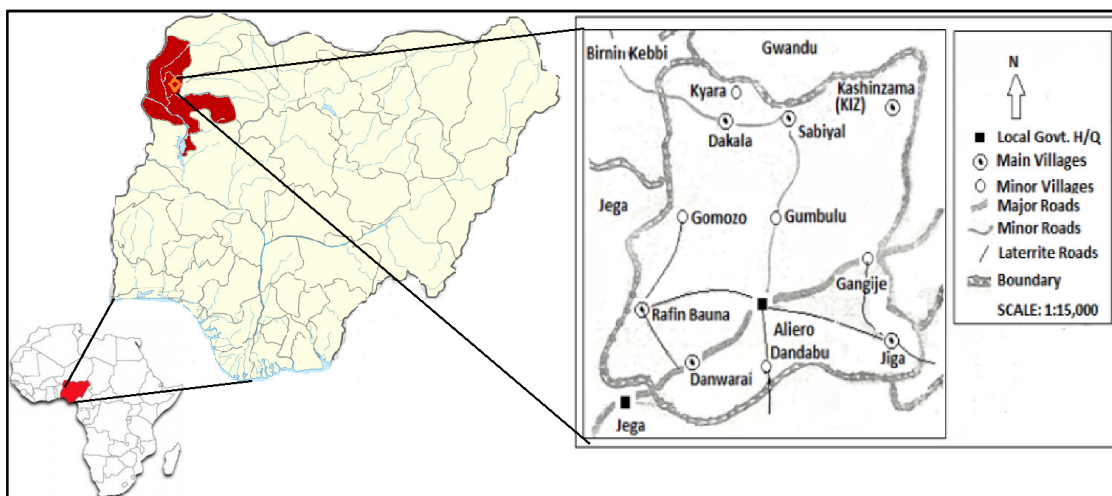 Birnin Kebbi
Gwandu
Kyara
Kashinzama
(KIZ)
Dakala
Sabiyal
Jega
Gomozo
Gumbulu
Gangije
Rafin Bauna
Aliero
Dandabu
Jiga
Danwarai
Jega
N
Local Govt. H/Q
Main Villages
Minor Villages
Major Roads
Minor Roads
Laterrite Roads
Boundary
SCALE: 1:15,000